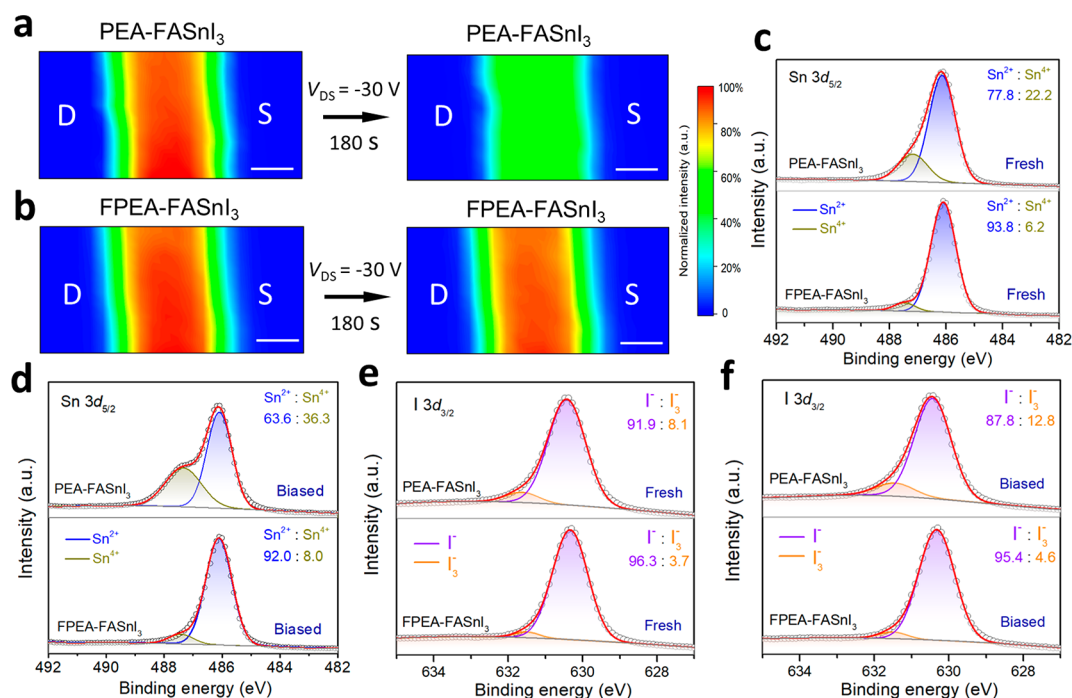 a
PEA-FASnI₃
PEA-FASnI₃
D
S
V_DS = -30 V
180 S
D
S
b
FPEA-FASnI₃
FPEA-FASnI₃
D
S
V_DS = -30 V
180 S
D
S
Normalized intensity (a.u.)
100%
80%
60%
40%
20%
0
c
Sn 3d₅/₂
Sn²⁺ : Sn⁴⁺
77.8 : 22.2
PEA-FASnI₃
Fresh
Sn²⁺
Sn⁴⁺
Sn²⁺ : Sn⁴⁺
93.8 : 6.2
FPEA-FASnI₃
Fresh
Intensity (a.u.)
492 490 488 486 484 482
Binding energy (eV)
d
Sn 3d₅/₂
Sn²⁺ : Sn⁴⁺
63.6 : 36.3
PEA-FASnI₃
Biased
Sn²⁺
Sn⁴⁺
Sn²⁺ : Sn⁴⁺
92.0 : 8.0
FPEA-FASnI₃
Biased
Intensity (a.u.)
492 490 488 486 484 482
Binding energy (eV)
e
I 3d₃/₂
I⁻ : I₃⁻
91.9 : 8.1
PEA-FASnI₃
Fresh
I⁻
I₃⁻
I⁻ : I₃⁻
96.3 : 3.7
FPEA-FASnI₃
Fresh
Intensity (a.u.)
634 632 630 628
Binding energy (eV)
f
I 3d₃/₂
I⁻ : I₃⁻
87.8 : 12.8
PEA-FASnI₃
Biased
I⁻
I₃⁻
I⁻ : I₃⁻
95.4 : 4.6
FPEA-FASnI₃
Biased
Intensity (a.u.)
634 632 630 628
Binding energy (eV)